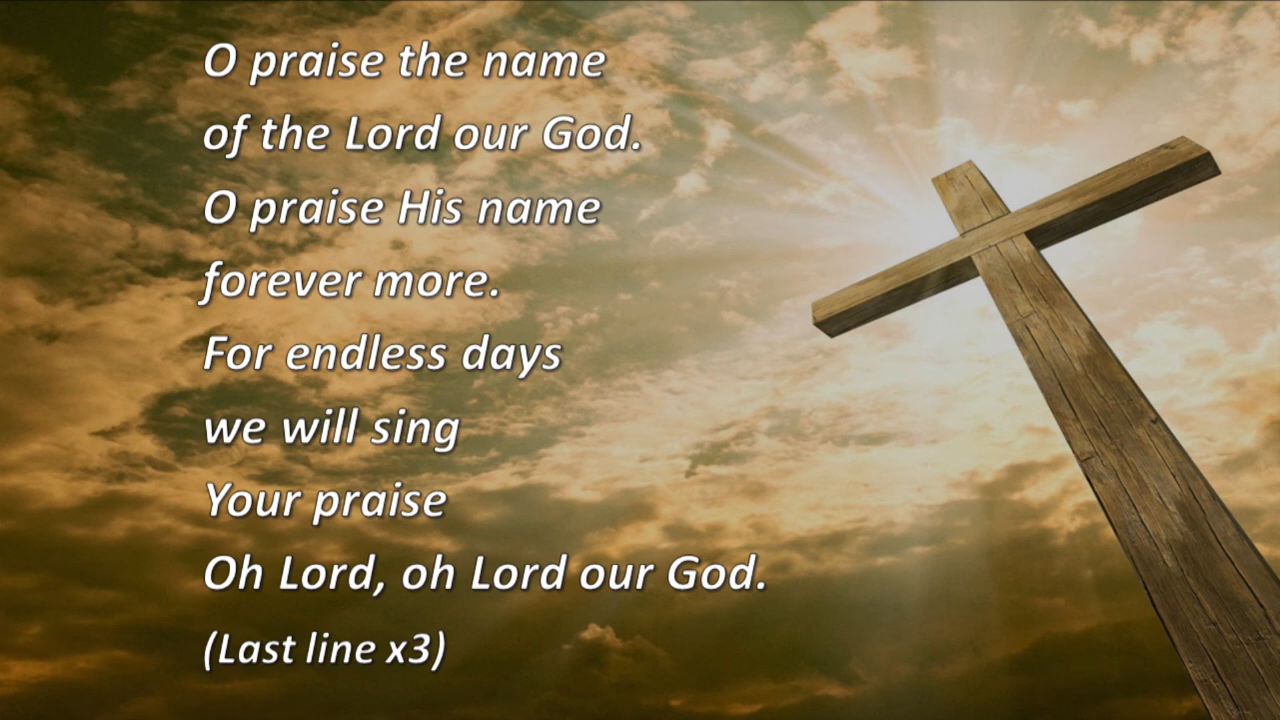 O praise the name
of the Lord our God.
O praise His name
forever more.
For endless days
we will sing
Your praise
Oh Lord, oh Lord our God.
(Last line x3)